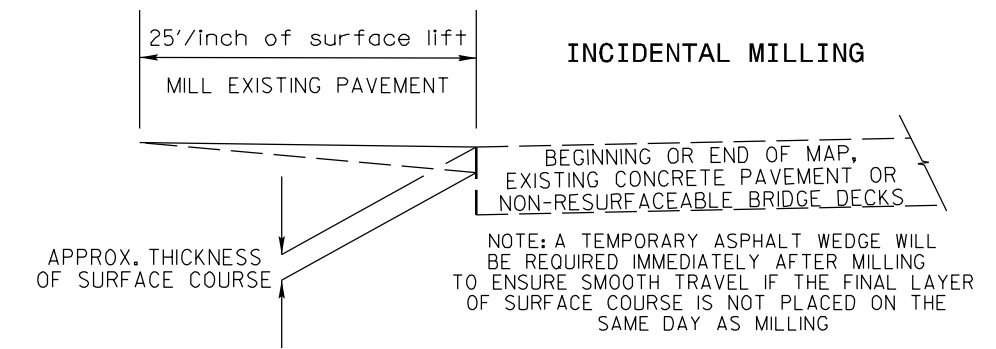 25'/inch of surface lift
INCIDENTAL MILLING
MILL EXISTING PAVEMENT
BEGINNING OR END OF MAP,
EXISTING CONCRETE PAVEMENT OR
NON-RESURFACEABLE BRIDGE DECKS
APPROX. THICKNESS
OF SURFACE COURSE
NOTE: A TEMPORARY ASPHALT WEDGE WILL
BE REQUIRED IMMEDIATELY AFTER MILLING
TO ENSURE SMOOTH TRAVEL IF THE FINAL LAYER
OF SURFACE COURSE IS NOT PLACED ON THE
SAME DAY AS MILLING